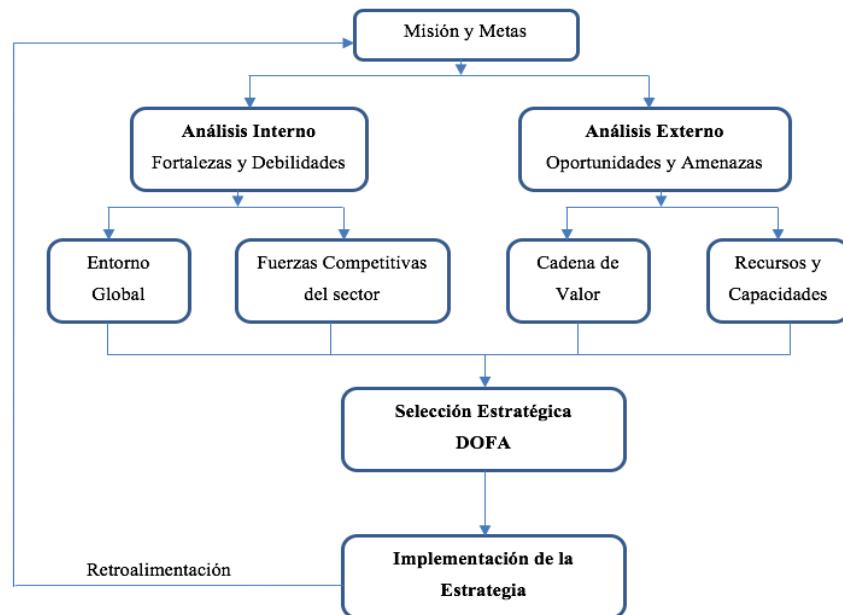 Misión y Metas
Análisis Interno
Fortalezas y Debilidades
Análisis Externo
Oportunidades y Amenazas
Entorno
Global
Fuerzas Competitivas
del sector
Cadena de
Valor
Recursos y
Capacidades
Selección Estratégica
DOFA
Retroalimentación
Implementación de la
Estrategia